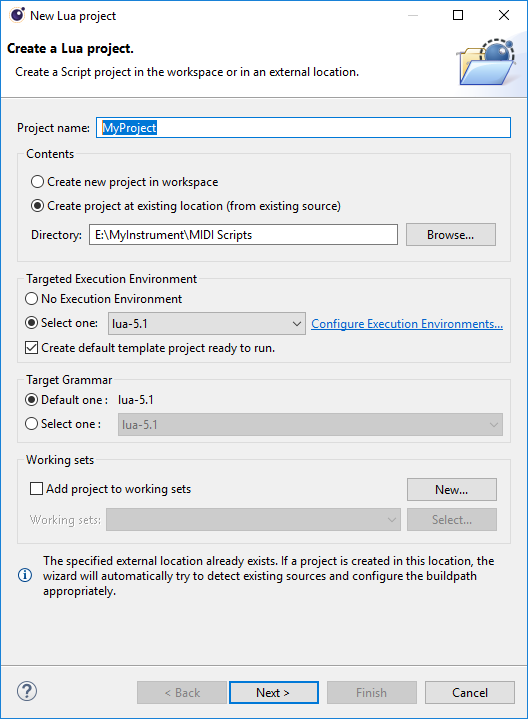 New Lua project
Create a Lua project.
Create a Script project in the workspace or in an external location.
Project name: MyProject
Contents
Create new project in workspace
Create project at existing location (from existing source)
Directory: E:\MyInstrument\MIDI Scripts Browse...
Targeted Execution Environment
No Execution Environment
Select one: lua-5.1 Configure Execution Environments...
Create default template project ready to run.
Target Grammar
Default one : lua-5.1
Select one : lua-5.1
Working sets
Add project to working sets New...
Working sets: Select...
The specified external location already exists. If a project is created in this location, the
wizard will automatically try to detect existing sources and configure the buildpath
appropriately.
? < Back Next > Finish Cancel